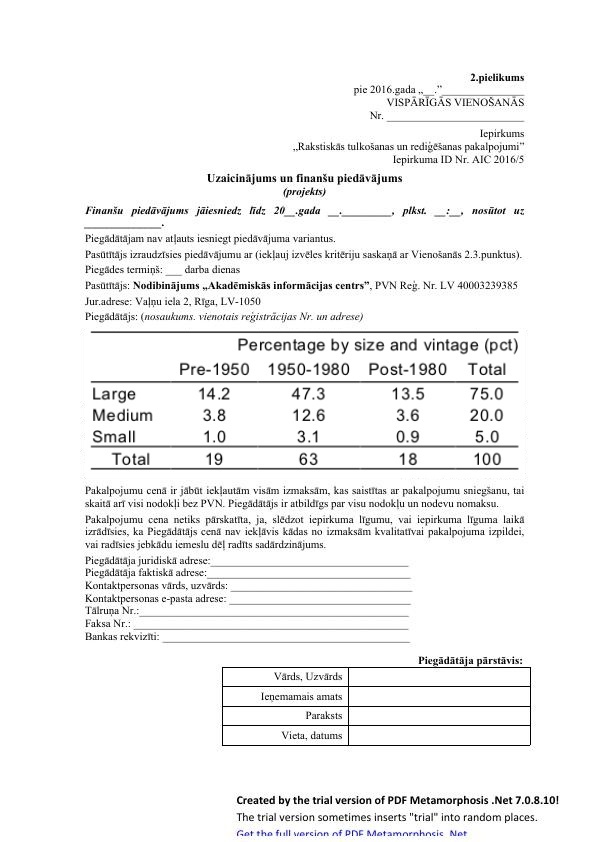 2.pielikums
pie 2016.gada „__.”_______________
VISPĀRĪGĀS VIENOŠANĀS
Nr. _________________________
Iepirkums
„Rakstiskās tulkošanas un rediģēšanas pakalpojumi”
Iepirkuma ID Nr. AIC 2016/5
Uzaicinājums un finanšu piedāvājums
(projekts)
Finanšu piedāvājums jāiesniedz līdz 20__.gada __.__________, plkst. __:__, nosūtot uz
______________.
Piegādātājam nav atļauts iesniegt piedāvājuma variantus.
Pasūtītājs izraudzīsies piedāvājumu ar (iekļauj izvēles kritēriju saskaņā ar Vienošanās 2.3.punktus).
Piegādes termiņš: ___ darba dienas
Pasūtītājs: Nodibinājums „Akadēmiskās informācijas centrs”, PVN Reģ. Nr. LV 40003239385
Jur.adrese: Vaļņu iela 2, Rīga, LV-1050
Piegādātājs: (nosaukums. vienotais reģistrācijas Nr. un adrese)
Percentage by size and vintage (pct)
Pre-1950 1950-1980 Post-1980 Total
Large 14.2 47.3 13.5 75.0
Medium 3.8 12.6 3.6 20.0
Small 1.0 3.1 0.9 5.0
Total 19 63 18 100
Pakalpojumu cenā ir jābūt iekļautām visām izmaksām, kas saistītas ar pakalpojumu sniegšanu, tai
skaitā arī visi nodokļi bez PVN. Piegādātājs ir atbildīgs par visu nodokļu un nodevu nomaksu.
Pakalpojumu cena netiks pārskatīta, ja, slēdzot iepirkuma līgumu, vai iepirkuma līguma laikā
izrādīsies, ka Piegādātājs cenā nav iekļāvis kādas no izmaksām kvalitatīvai pakalpojuma izpildei,
vai radīsies jebkādu iemeslu dēļ radīts sadārdzinājums.
Piegādātāja juridiskā adrese:____________________________________
Piegādātāja faktiskā adrese:_____________________________________
Kontaktpersonas vārds, uzvārds: _________________________________
Kontaktpersonas e-pasta adrese: _________________________________
Tālruņa Nr.:_________________________________________________
Faksa Nr.: __________________________________________________
Bankas rekvizīti: _____________________________________________
Piegādātāja pārstāvis:
Vārds, Uzvārds
Ieņemamais amats
Paraksts
Vieta, datums
Created by the trial version of PDF Metamorphosis .Net 7.0.8.10!
The trial version sometimes inserts "trial" into random places.
Get the full version of PDF Metamorphosis .Net